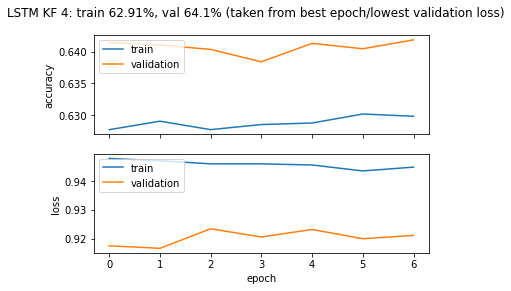 LSTM KF 4: train 62.91%, val 64.1% (taken from best epoch/lowest validation loss)
0.640
0.635
0.630
accuracy
train
validation
0.94
0.93
0.92
loss
train
validation
0 1 2 3 4 5 6
epoch